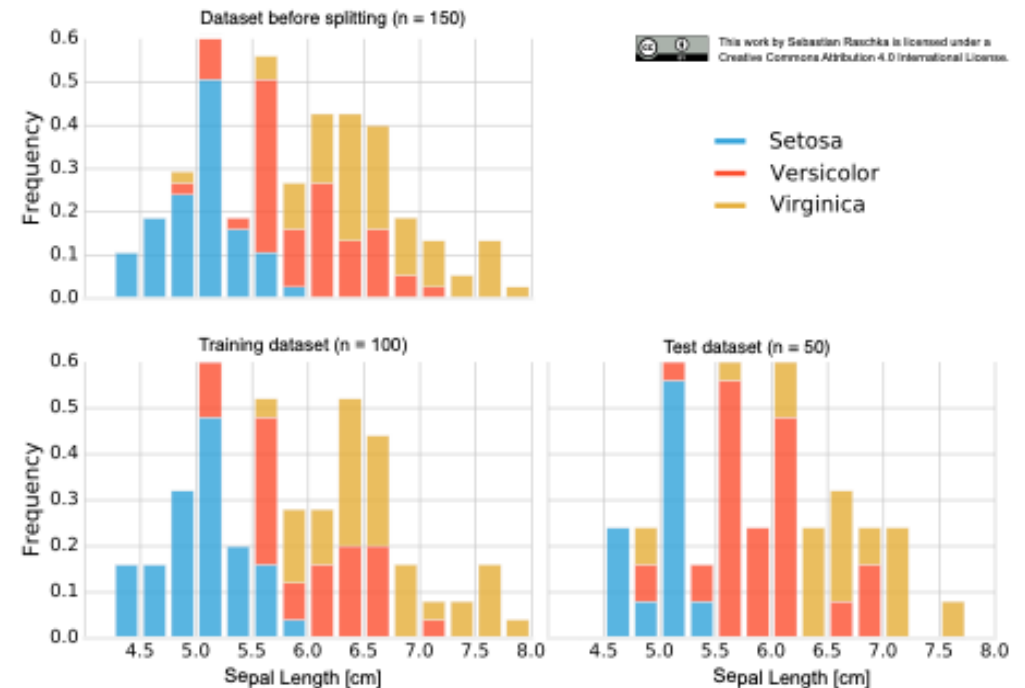 Dataset before splitting (n = 150)
This work by Sebastian Raschka is licensed under a
Creative Commons Attribution 4.0 International License.
cc
BY
0.6
0.5
0.4
0.3
0.2
0.1
0.0
Frequency
Setosa
Versicolor
Virginica
Training dataset (n = 100)
Test dataset (n = 50)
0.6
0.5
0.4
0.3
0.2
0.1
0.0
Frequency
4.5 5.0 5.5 6.0 6.5 7.0 7.5 8.0
4.5 5.0 5.5 6.0 6.5 7.0 7.5 8.0
Sepal Length [cm]
Sepal Length [cm]